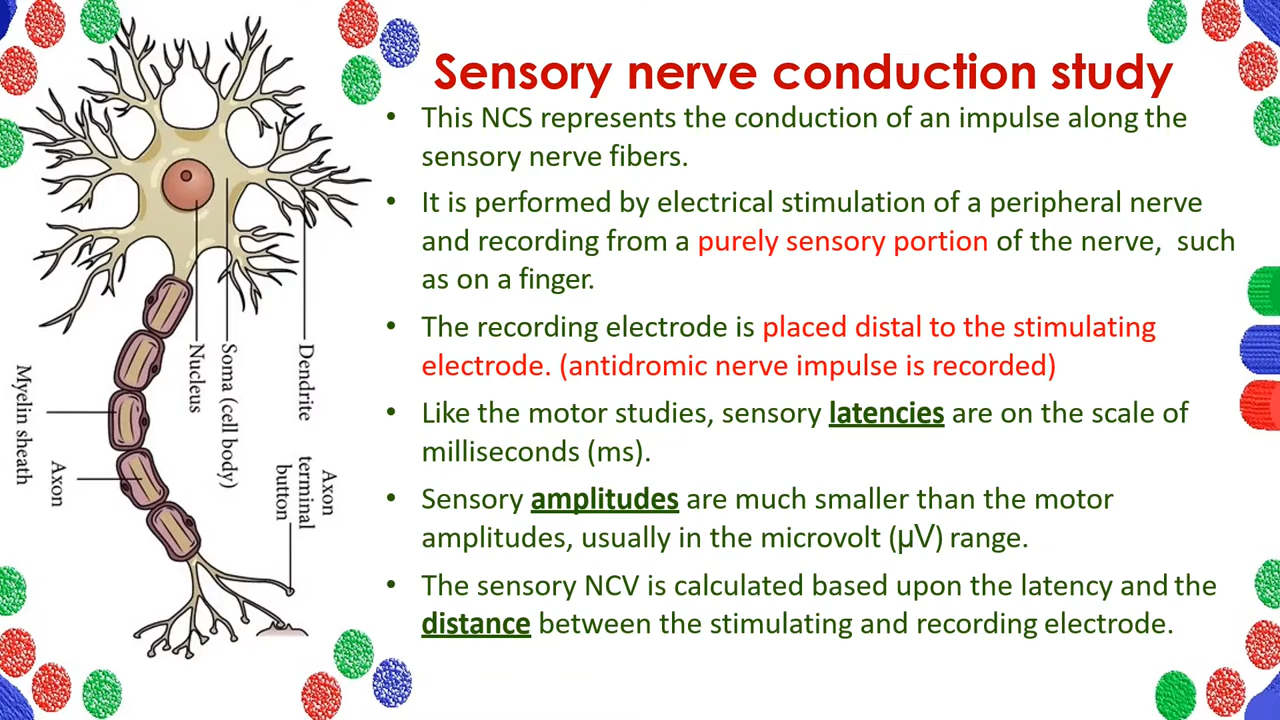 Sensory nerve conduction study
• This NCS represents the conduction of an impulse along the
sensory nerve fibers.
• It is performed by electrical stimulation of a peripheral nerve
and recording from a purely sensory portion of the nerve, such
as on a finger.
• The recording electrode is placed distal to the stimulating
electrode. (antidromic nerve impulse is recorded)
• Like the motor studies, sensory latencies are on the scale of
milliseconds (ms).
• Sensory amplitudes are much smaller than the motor
amplitudes, usually in the microvolt (µV) range.
• The sensory NCV is calculated based upon the latency and the
distance between the stimulating and recording electrode.
Dendrite
Soma (cell body)
Nucleus
Axon
terminal
button
Axon
Myelin sheath